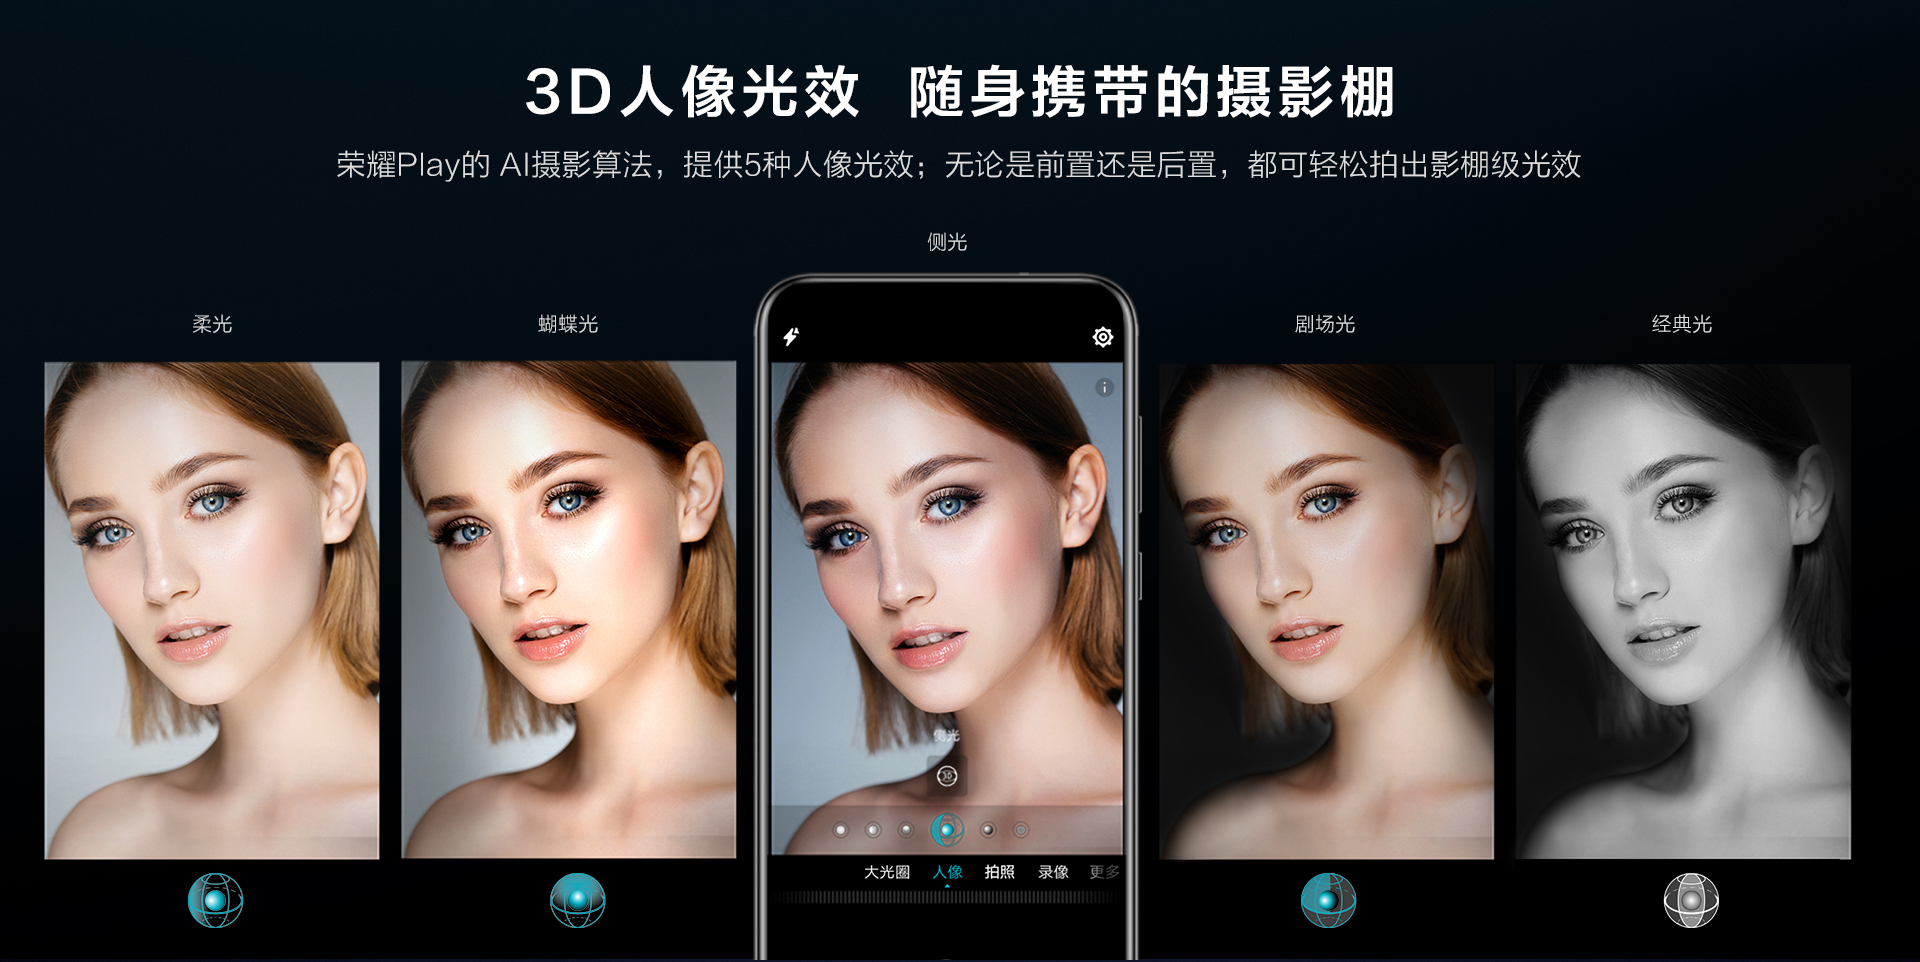 3D人像光效 随身携带的摄影棚
荣耀Play的 AI摄影算法，提供5种人像光效；无论是前置还是后置，都可轻松拍出影棚级光效
侧光
柔光
蝴蝶光
剧场光
经典光
侧光
3D
大光圈 人像 拍照 录像 更多